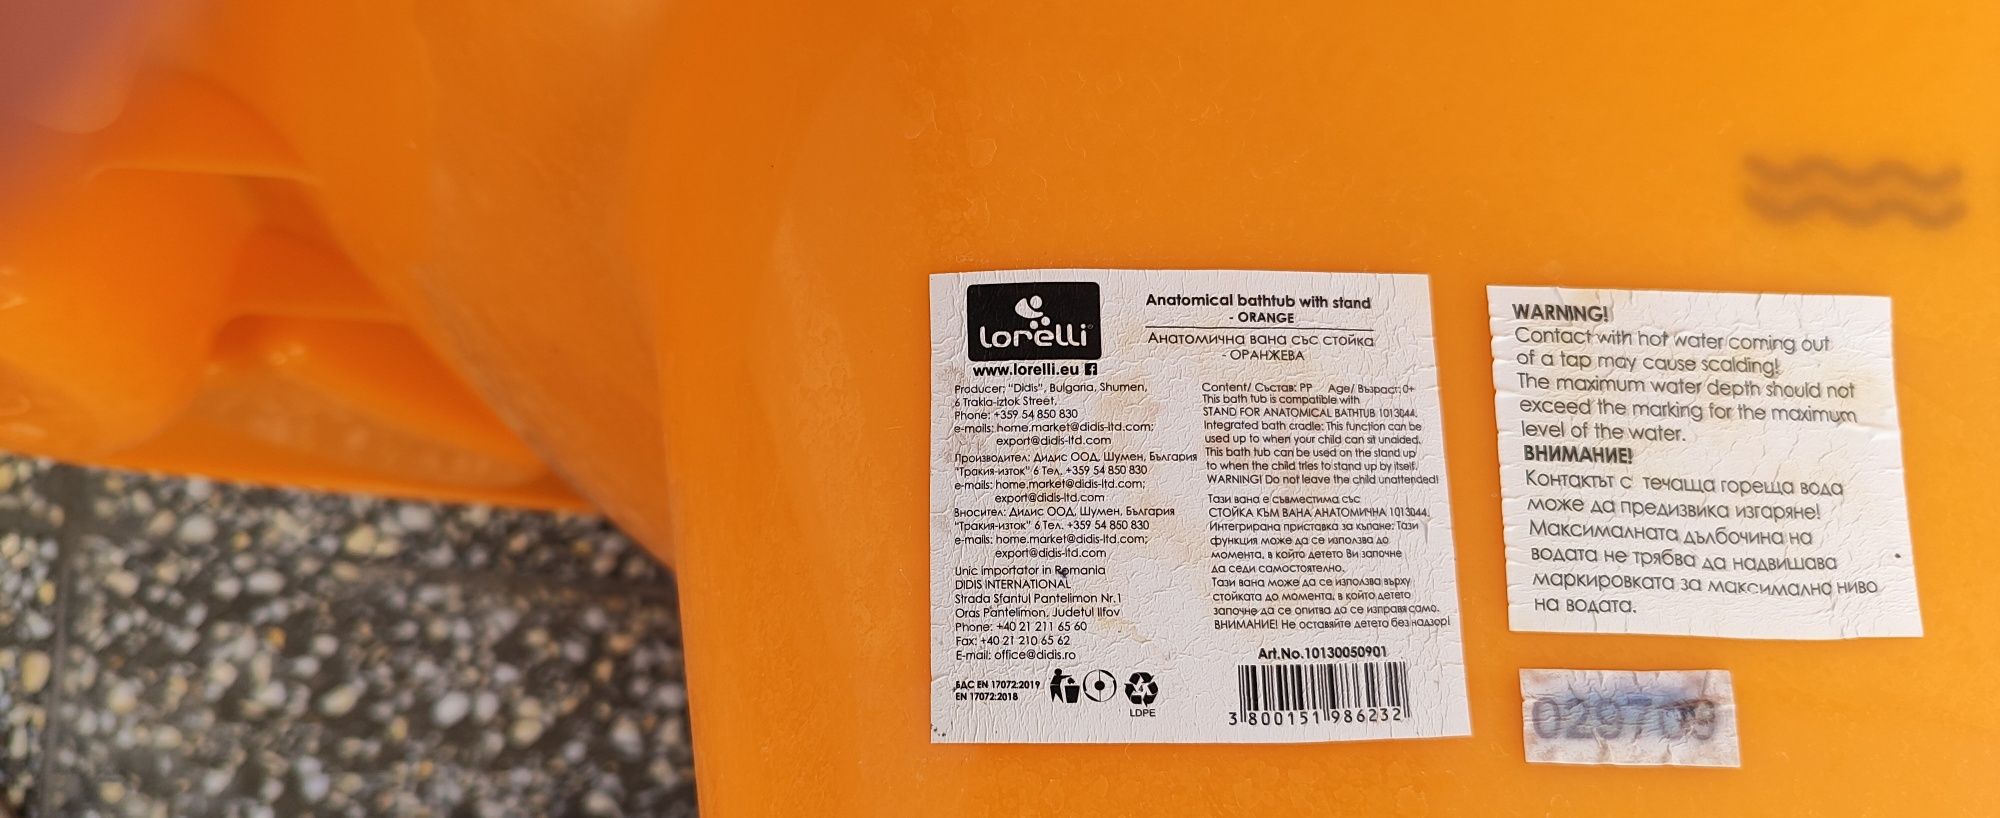 lorelli
www.lorelli.eu
Anatomical bathtub with stand
- ORANGE
Анатомична вана със стойка
- ОРАНЖЕВА
Producer: "Didis", Bulgaria, Shumen,
6 Trakia-iztok Street,
Phone: +359 54 850 830
e-mails: home.market@didis-ltd.com;
export@didis-ltd.com
Производител: Дидис ООД, Шумен, България
"Тракия-изток" 6 Тел. +359 54 850 830
e-mails: home.market@didis-ltd.com;
export@didis-ltd.com
Вносител: Дидис ООД, Шумен, България
"Тракия-изток" 6 Тел. +359 54 850 830
e-mails: home.market@didis-ltd.com;
export@didis-ltd.com
Unic importator in Romania
DIDIS INTERNATIONAL
Strada Sfantul Pantelimon Nr.1
Oras Pantelimon, Judetul Ilfov
Phone: +40 21 211 65 60
Fax: +40 21 210 65 62
E-mail: office@didis.ro
БДС EN 17072:2019
EN 17072:2018
4
LDPE
Content/ Състав: PP Age/ Възраст: 0+
This bath tub is compatible with
STAND FOR ANATOMICAL BATHTUB 1013044.
Integrated bath cradle: This function can be
used up to when your child can sit unaided.
This bath tub can be used on the stand up
to when the child tries to stand up by itself.
WARNING! Do not leave the child unattended!
Тази вана е съвместима със
СТОЙКА КЪМ ВАНА АНАТОМИЧНА 1013044.
Интегрирана приставка за къпане: Тази
функция може да се използва до
момента, в който детето Ви започне
да седи самостоятелно.
Тази вана може да се използва върху
стойката до момента, в който детето
започне да се опитва да се изправя само.
ВНИМАНИЕ! Не оставяйте детето без надзор!
Art.No.10130050901
3 800151 986232
WARNING!
Contact with hot water coming out
of a tap may cause scalding!
The maximum water depth should not
exceed the marking for the maximum
level of the water.
ВНИМАНИЕ!
Контактът с течаща гореща вода
може да предизвика изгаряне!
Максималната дълбочина на
водата не трябва да надвишава
маркировката за максимално ниво
на водата.